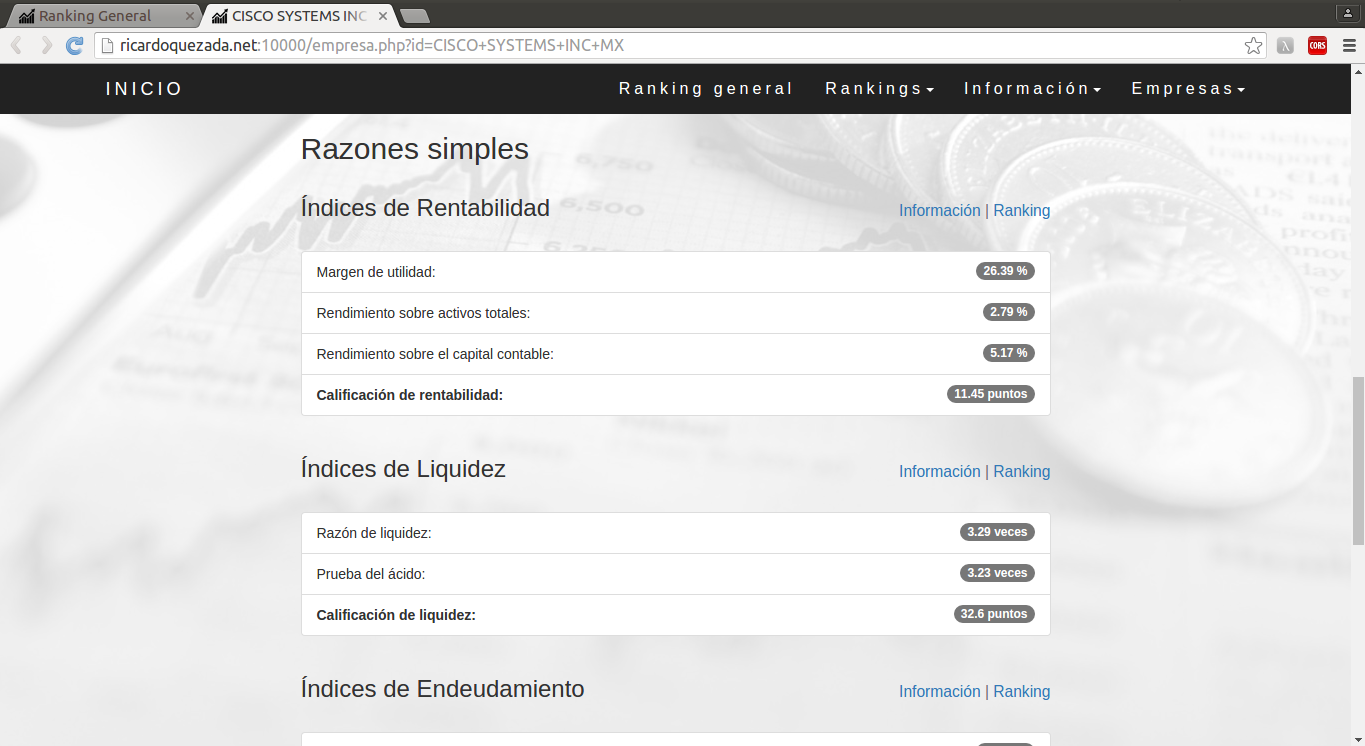 Ranking General
CISCO SYSTEMS INC
ricardoquezada.net:10000/empresa.php?id=CISCO+SYSTEMS+INC+MX
CORS
INICIO
Ranking general
Rankings
Información
Empresas
Razones simples
Índices de Rentabilidad
Información | Ranking
Margen de utilidad: 26.39 %
Rendimiento sobre activos totales: 2.79 %
Rendimiento sobre el capital contable: 5.17 %
Calificación de rentabilidad: 11.45 puntos
Índices de Liquidez
Información | Ranking
Razón de liquidez: 3.29 veces
Prueba del ácido: 3.23 veces
Calificación de liquidez: 32.6 puntos
Índices de Endeudamiento
Información | Ranking
6,750
6,500